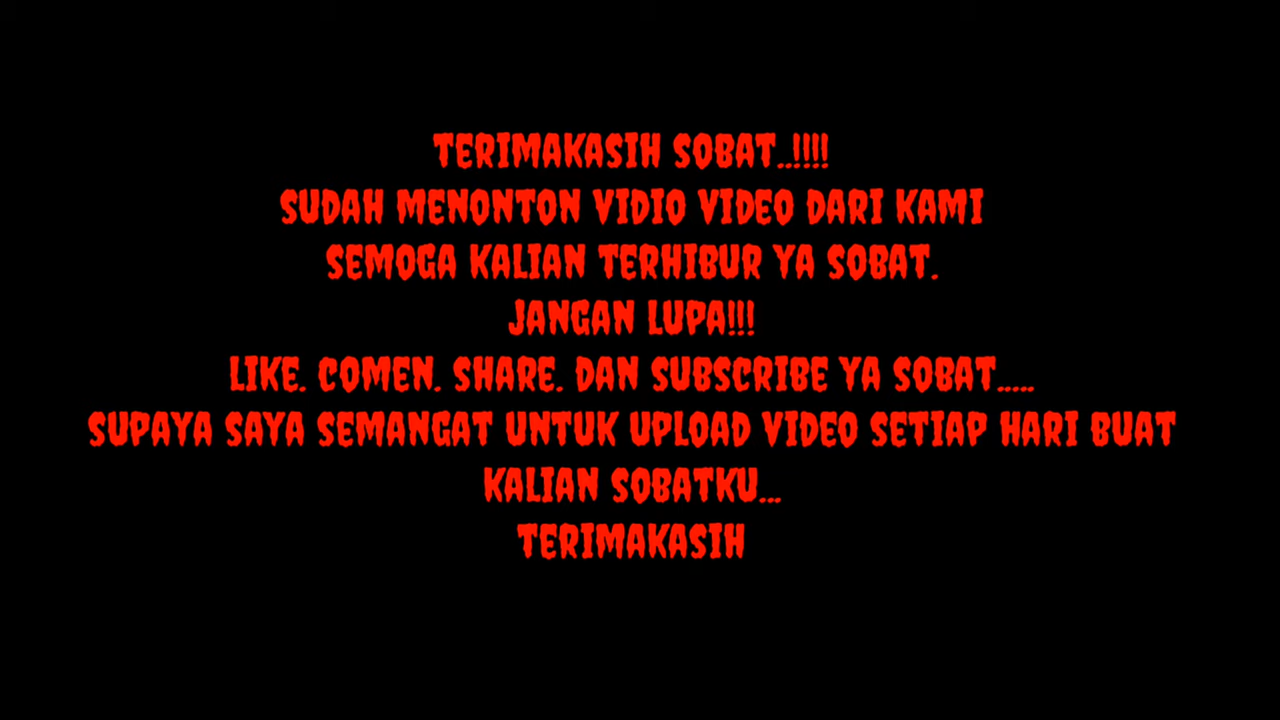 TERIMAKASIH SOBAT..!!!!
SUDAH MENONTON VIDIO VIDEO DARI KAMI
SEMOGA KALIAN TERHIBUR YA SOBAT.
JANGAN LUPA!!!
LIKE. COMEN. SHARE. DAN SUBSCRIBE YA SOBAT.....
SUPAYA SAYA SEMANGAT UNTUK UPLOAD VIDEO SETIAP HARI BUAT
KALIAN SOBATKU...
TERIMAKASIH